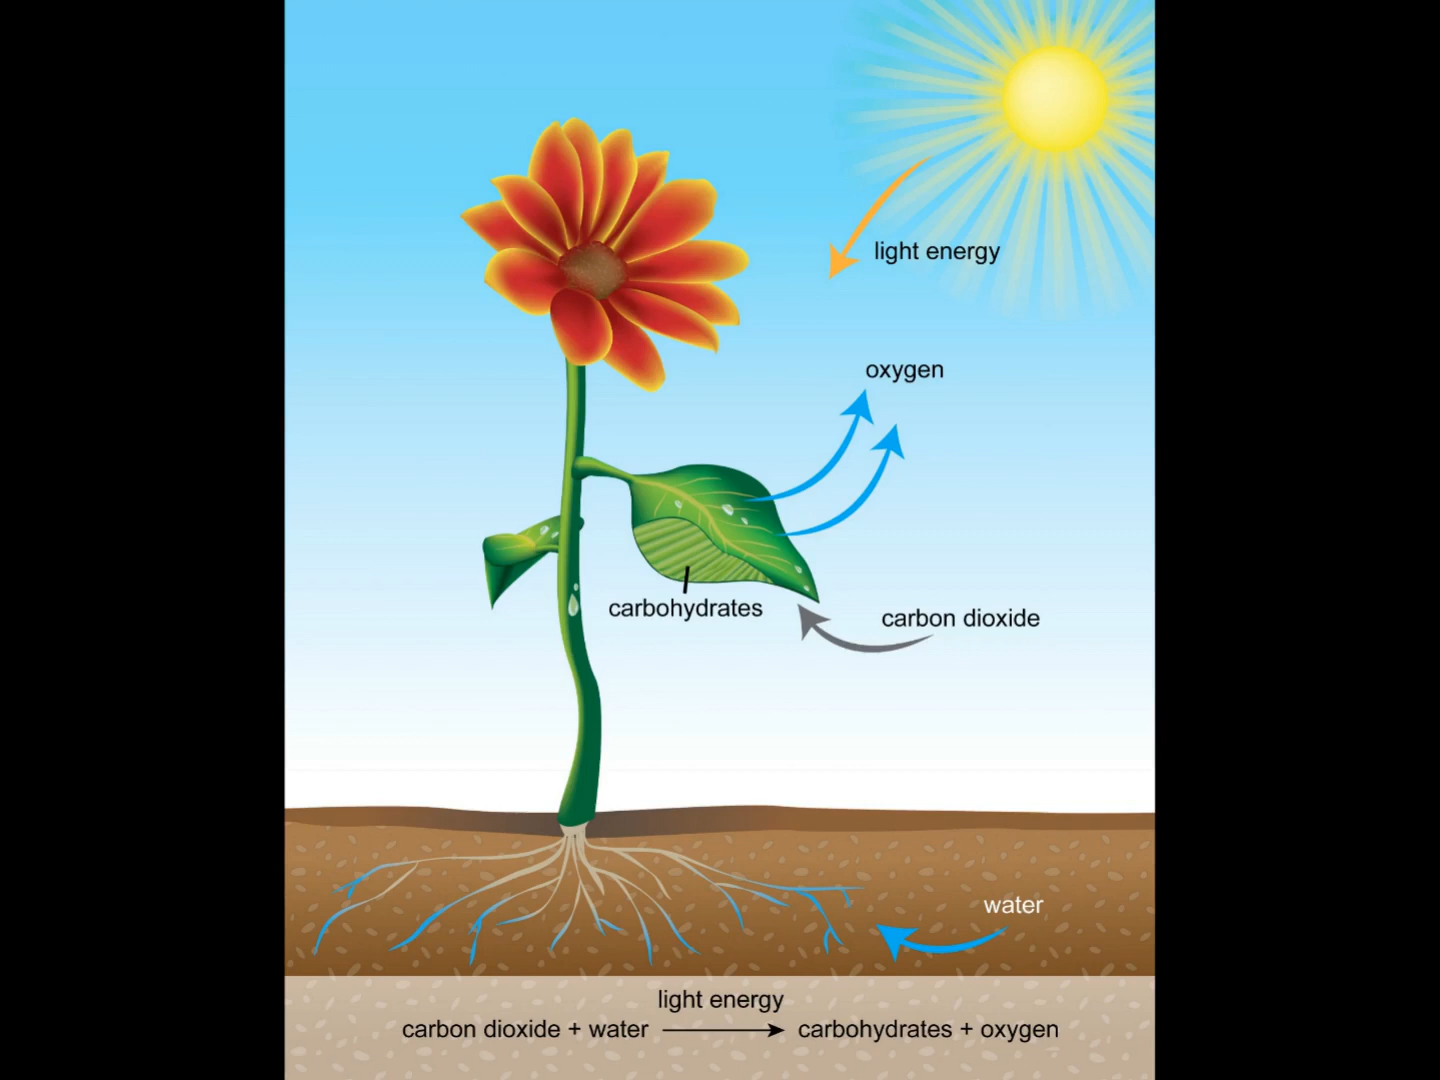 light energy
oxygen
carbohydrates
carbon dioxide
water
light energy
carbon dioxide + water → carbohydrates + oxygen